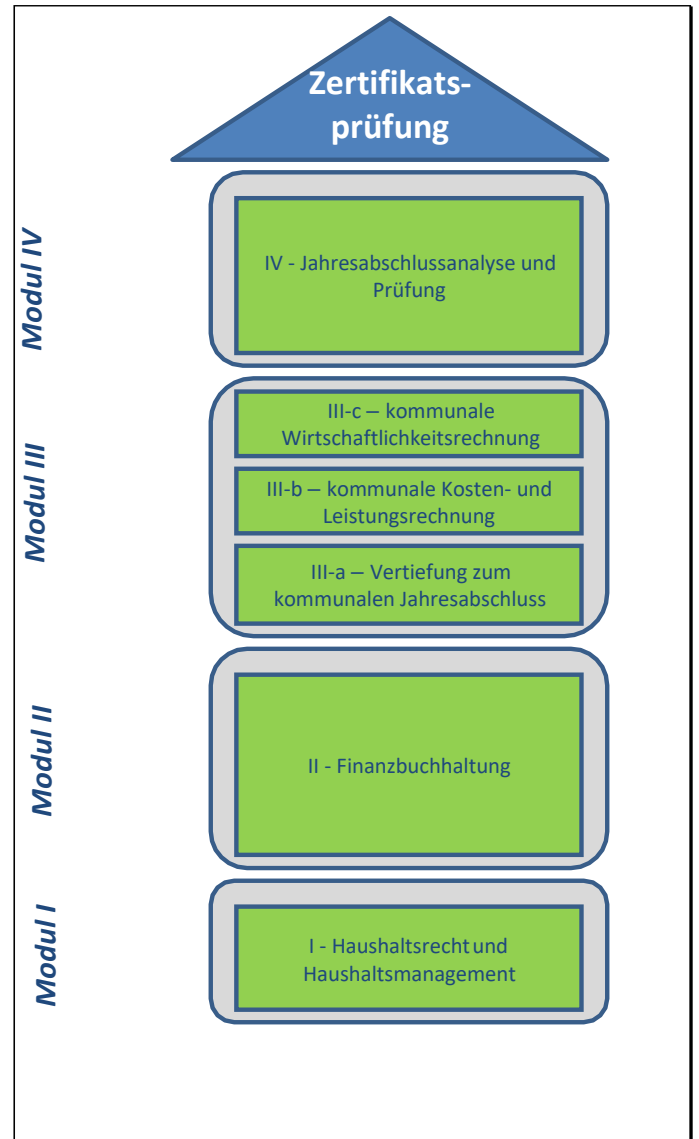 Zertifikats-
prüfung
Modul IV
IV - Jahresabschlussanalyse und
Prüfung
Modul III
III-c – kommunale
Wirtschaftlichkeitsrechnung
III-b – kommunale Kosten- und
Leistungsrechnung
III-a – Vertiefung zum
kommunalen Jahresabschluss
Modul II
II - Finanzbuchhaltung
Modul I
I - Haushaltsrecht und
Haushaltsmanagement